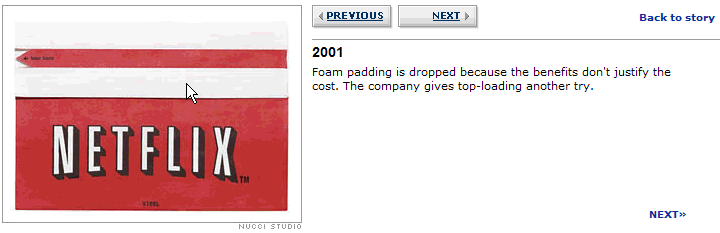 PREVIOUS
NEXT
Back to story
2001
Foam padding is dropped because the benefits don't justify the
cost. The company gives top-loading another try.
NETFLIX™
NUCCI STUDIO
NEXT»